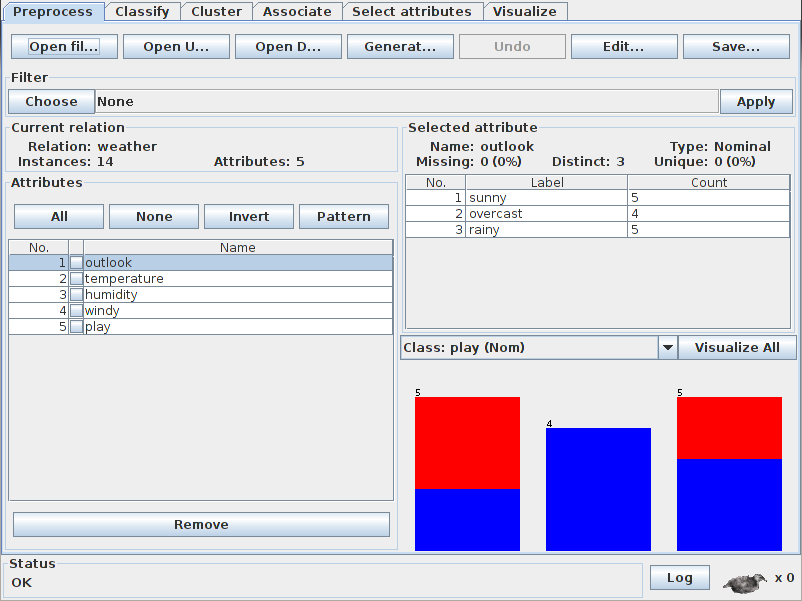 Preprocess Classify Cluster Associate Select attributes Visualize
Open fil... Open U... Open D... Generat... Undo Edit... Save...
Filter
Choose None Apply
Current relation
Relation: weather
Instances: 14 Attributes: 5
Attributes
All None Invert Pattern
No. Name
1 outlook
2 temperature
3 humidity
4 windy
5 play
Remove
Selected attribute
Name: outlook Type: Nominal
Missing: 0 (0%) Distinct: 3 Unique: 0 (0%)
No. Label Count
1 sunny 5
2 overcast 4
3 rainy 5
Class: play (Nom) Visualize All
5 4 5
Status
OK Log x 0